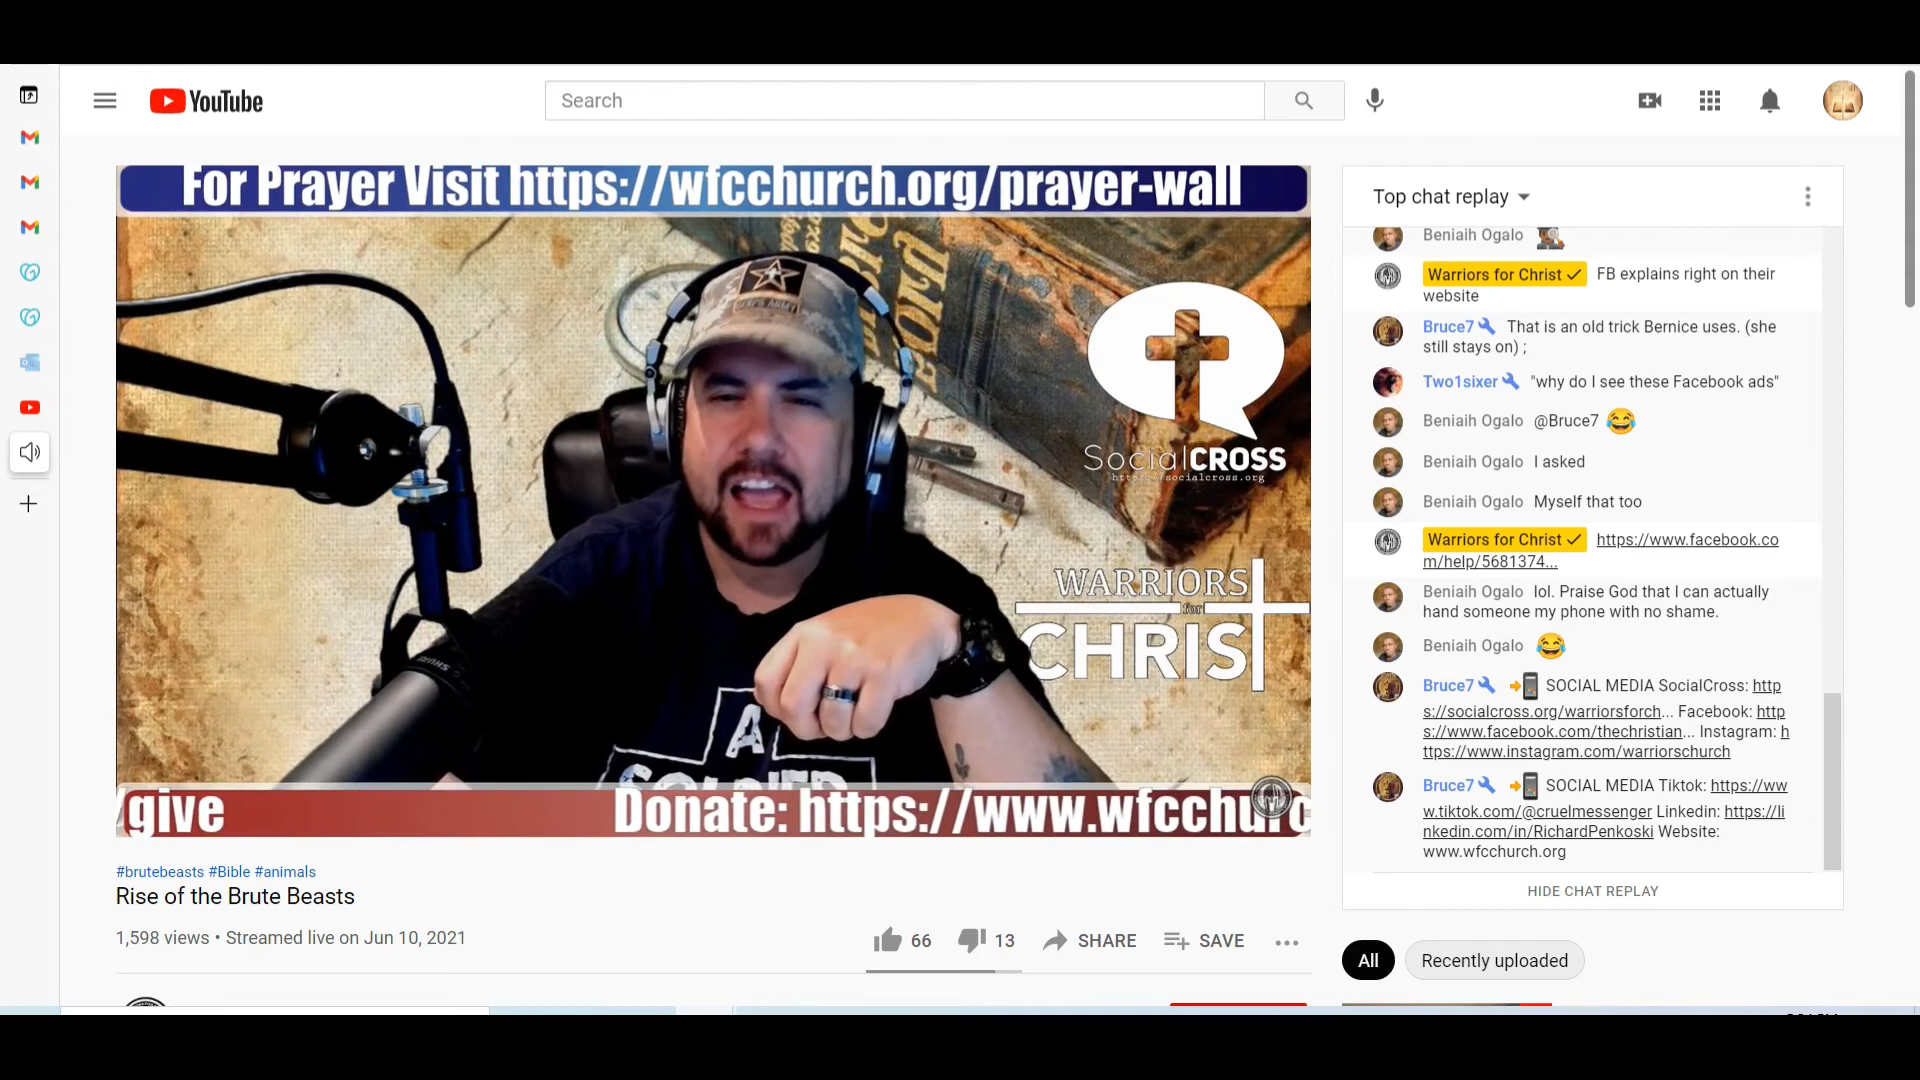 YouTube
Search
For Prayer Visit https://wfcchurch.org/prayer-wall
SocialCROSS
https://socialcross.org
WARRIORS
for
CHRIST
A
SOLDIER
/give Donate: https://www.wfcchurc
#brutebeasts #Bible #animals
Rise of the Brute Beasts
1,598 views • Streamed live on Jun 10, 2021
66 13 SHARE SAVE
Top chat replay
Beniaih Ogalo
Warriors for Christ FB explains right on their
website
Bruce7 That is an old trick Bernice uses. (she
still stays on) ;
Two1sixer "why do I see these Facebook ads"
Beniaih Ogalo @Bruce7 😂
Beniaih Ogalo I asked
Beniaih Ogalo Myself that too
Warriors for Christ https://www.facebook.co
m/help/5681374...
Beniaih Ogalo lol. Praise God that I can actually
hand someone my phone with no shame.
Beniaih Ogalo 😂
Bruce7 SOCIAL MEDIA SocialCross: http
s://socialcross.org/warriorsforch... Facebook: http
s://www.facebook.com/thechristian... Instagram: h
ttps://www.instagram.com/warriorschurch
Bruce7 SOCIAL MEDIA Tiktok: https://ww
w.tiktok.com/@cruelmessenger Linkedin: https://li
nkedin.com/in/RichardPenkoski Website:
www.wfcchurch.org
HIDE CHAT REPLAY
All Recently uploaded